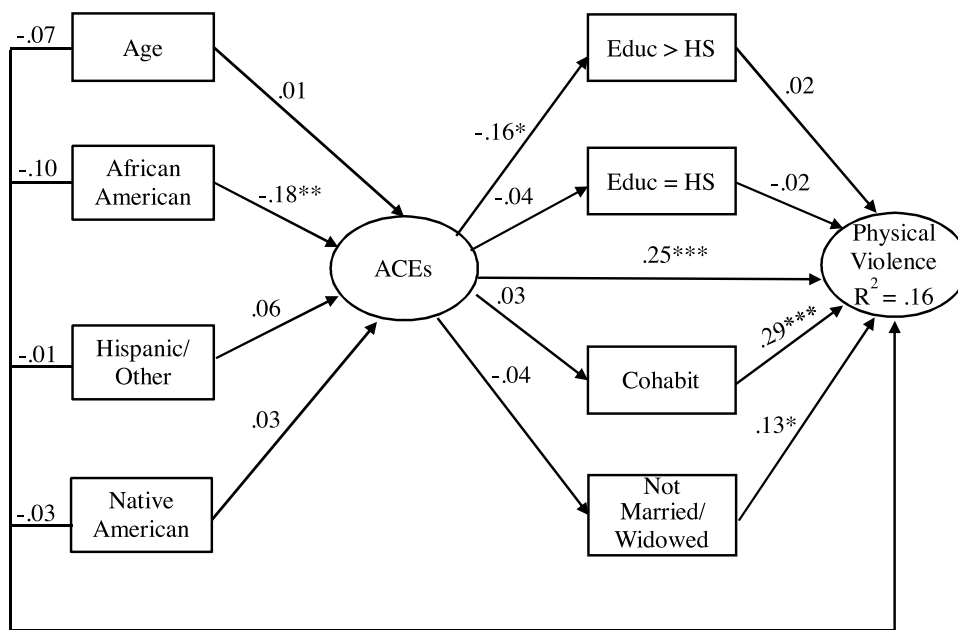 -.07
Age
.01
Educ > HS
.02
-.16*
-.10
African
American
-.18**
-.04
Educ = HS
-.02
ACEs
.25***
Physical
Violence
R² = .16
.06
.03
.29***
-.01
Hispanic/
Other
-.04
Cohabit
.03
.13*
-.03
Native
American
Not
Married/
Widowed